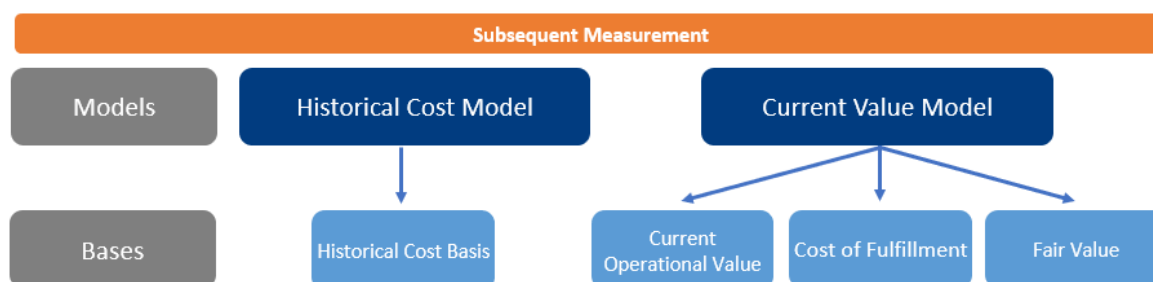 Subsequent Measurement
Models
Historical Cost Model
Current Value Model
Bases
Historical Cost Basis
Current
Operational Value
Cost of Fulfillment
Fair Value